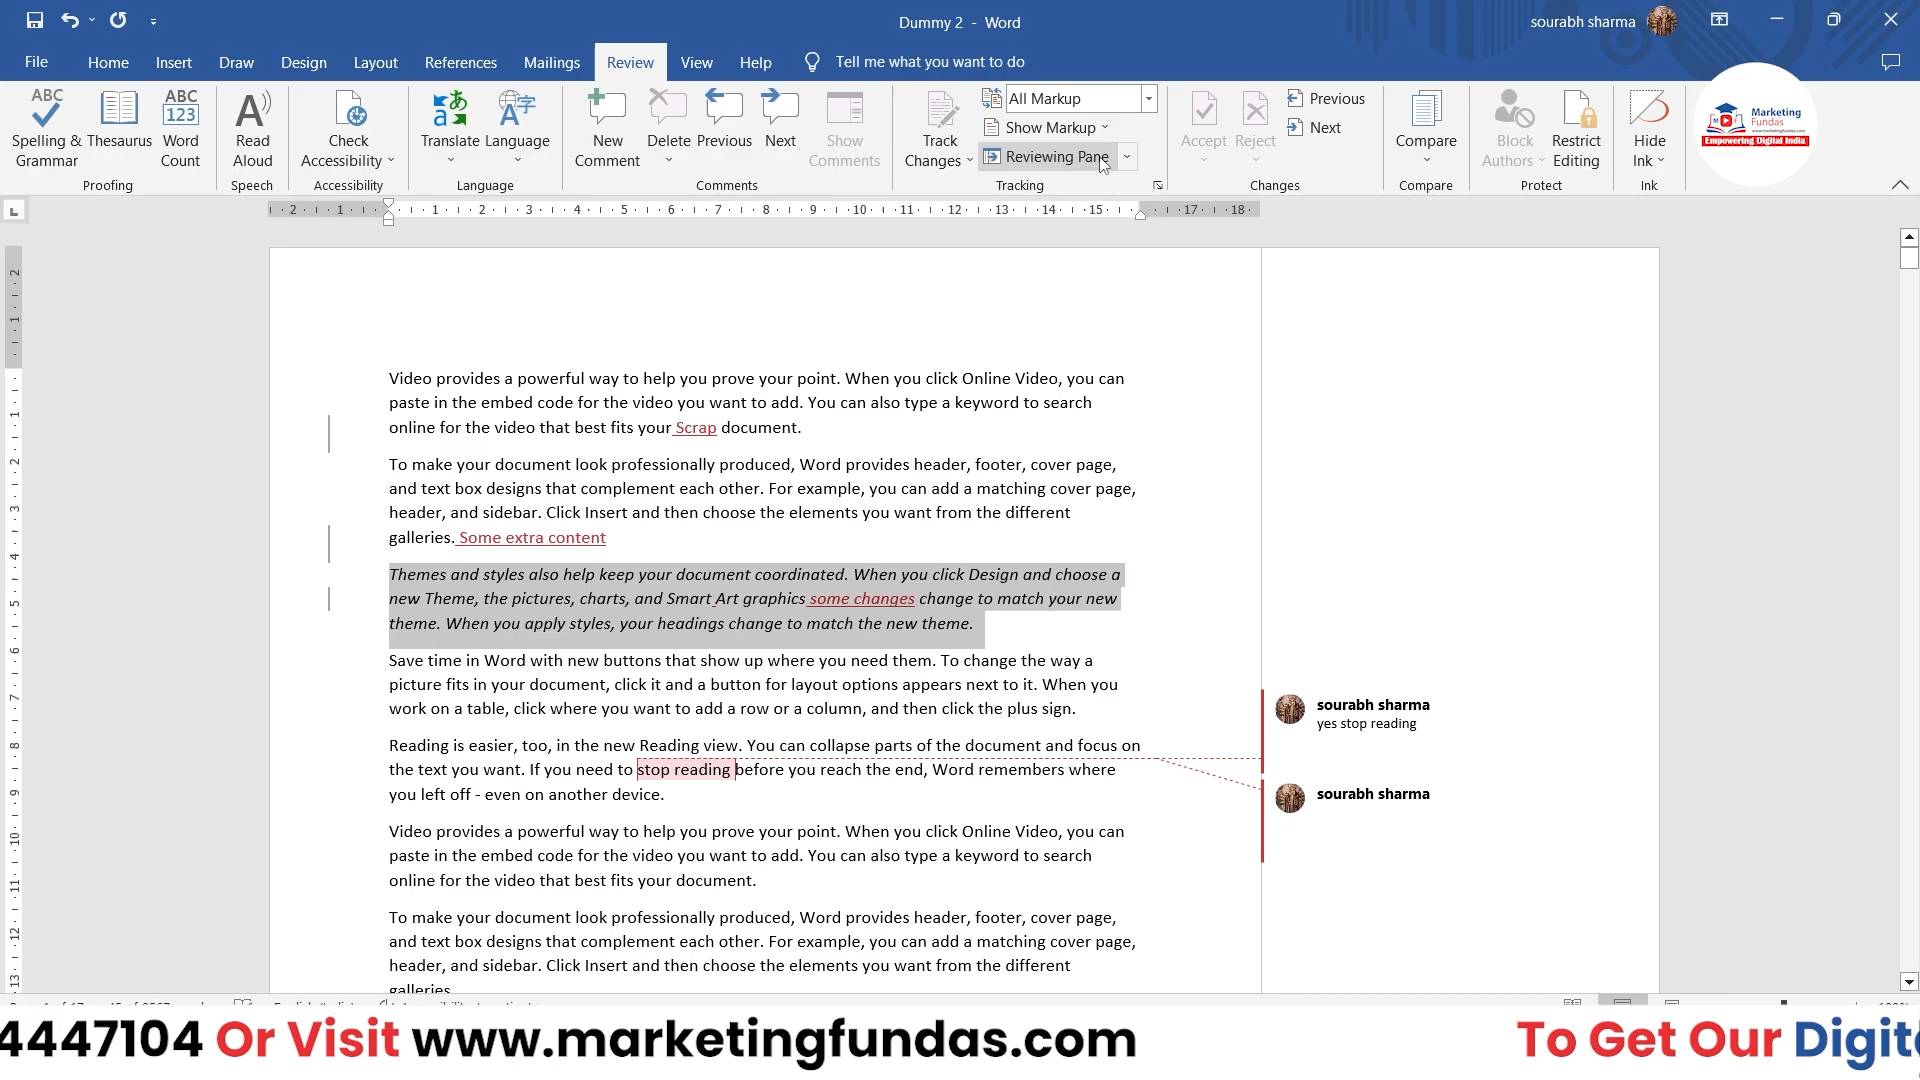 Dummy 2 - Word
sourabh sharma
File Home Insert Draw Design Layout References Mailings Review View Help Tell me what you want to do
ABC
Spelling & Grammar
Thesaurus
ABC 123
Word Count
Proofing
A
Read Aloud
Speech
Check Accessibility
Accessibility
Translate
Language
Language
New Comment
Delete
Previous
Next
Show Comments
Comments
Track Changes
All Markup
Show Markup
Reviewing Pane
Tracking
Accept
Reject
Previous
Next
Changes
Compare
Compare
Block Authors
Restrict Editing
Protect
Hide Ink
Ink
Marketing
Fundas
Empowering Digital India
2 1 1 2 3 4 5 6 7 8 9 10 11 12 13 14 15 17 18
Video provides a powerful way to help you prove your point. When you click Online Video, you can
paste in the embed code for the video you want to add. You can also type a keyword to search
online for the video that best fits your Scrap document.
To make your document look professionally produced, Word provides header, footer, cover page,
and text box designs that complement each other. For example, you can add a matching cover page,
header, and sidebar. Click Insert and then choose the elements you want from the different
galleries. Some extra content
Themes and styles also help keep your document coordinated. When you click Design and choose a
new Theme, the pictures, charts, and Smart Art graphics some changes change to match your new
theme. When you apply styles, your headings change to match the new theme.
Save time in Word with new buttons that show up where you need them. To change the way a
picture fits in your document, click it and a button for layout options appears next to it. When you
work on a table, click where you want to add a row or a column, and then click the plus sign.
sourabh sharma
yes stop reading
Reading is easier, too, in the new Reading view. You can collapse parts of the document and focus on
the text you want. If you need to stop reading before you reach the end, Word remembers where
you left off - even on another device.
sourabh sharma
Video provides a powerful way to help you prove your point. When you click Online Video, you can
paste in the embed code for the video you want to add. You can also type a keyword to search
online for the video that best fits your document.
To make your document look professionally produced, Word provides header, footer, cover page,
and text box designs that complement each other. For example, you can add a matching cover page,
header, and sidebar. Click Insert and then choose the elements you want from the different
galleries.
4447104 Or Visit www.marketingfundas.com To Get Our Digit